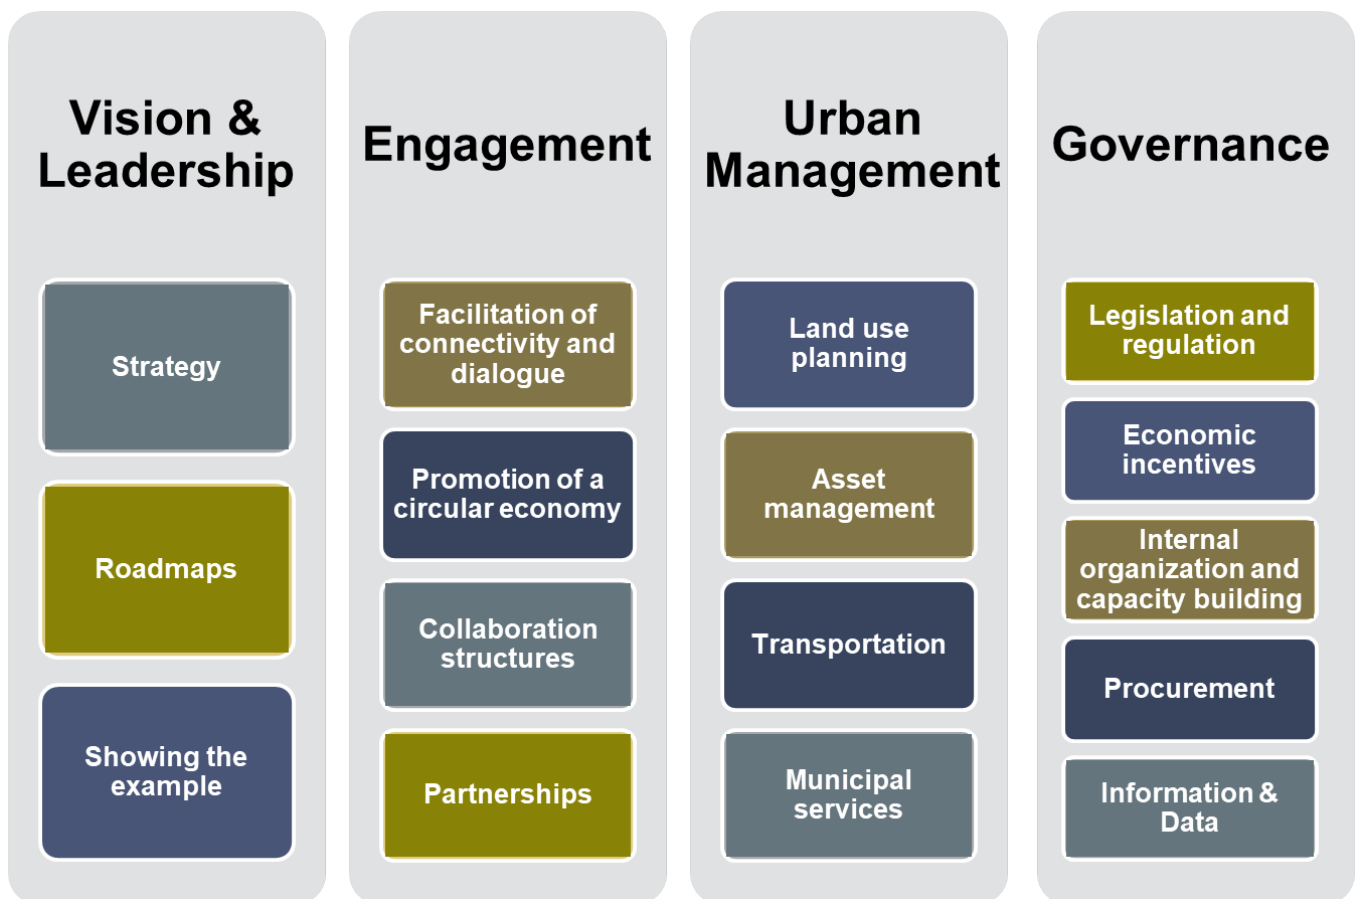 Vision &
Leadership
Strategy
Roadmaps
Showing the
example
Engagement
Facilitation of
connectivity and
dialogue
Promotion of a
circular economy
Collaboration
structures
Partnerships
Urban
Management
Land use
planning
Asset
management
Transportation
Municipal
services
Governance
Legislation and
regulation
Economic
incentives
Internal
organization and
capacity building
Procurement
Information &
Data